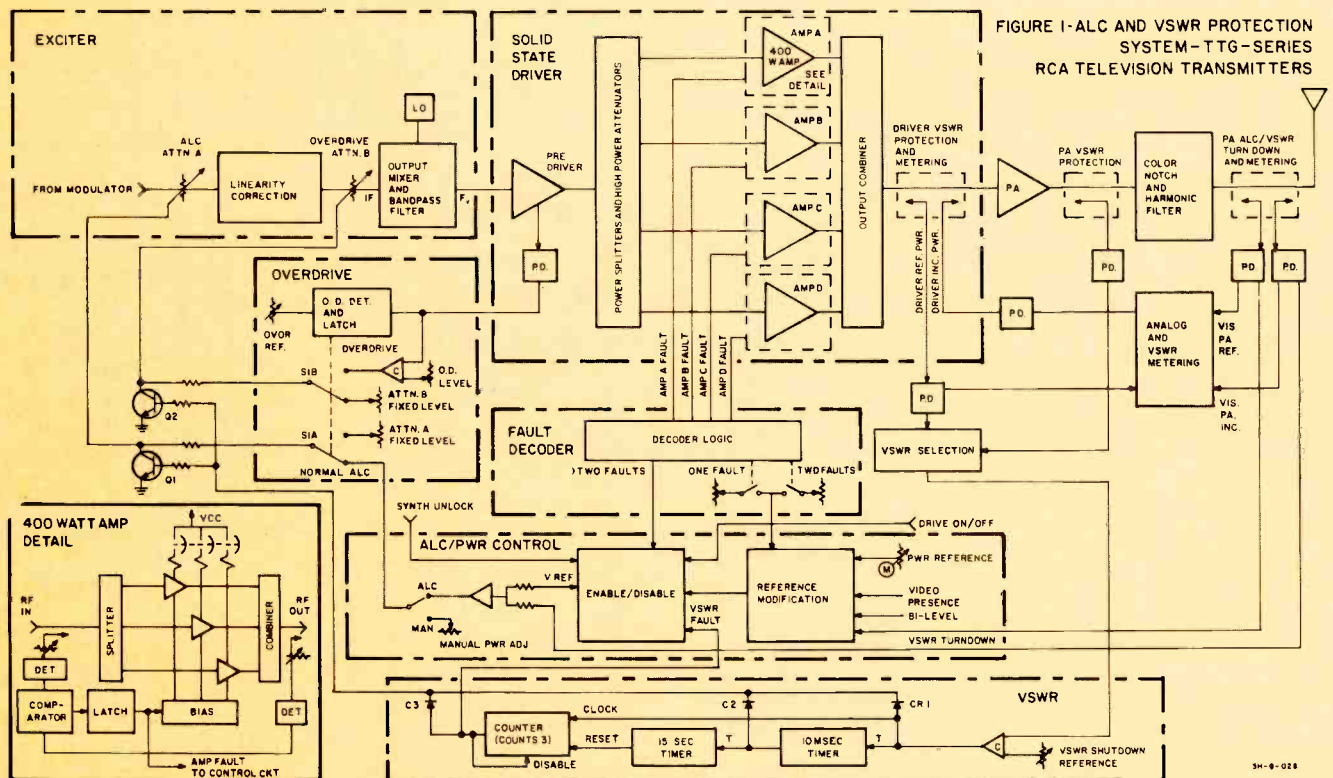 FIGURE 1-ALC AND VSWR PROTECTION
SYSTEM-TTG-SERIES
RCA TELEVISION TRANSMITTERS
EXCITER
ALC
ATTN. A
OVERDRIVE
ATTN. B
LO
FROM MODULATOR
LINEARITY
CORRECTION
IF
OUTPUT
MIXER
AND
BANDPASS
FILTER
SOLID
STATE
DRIVER
PRE
DRIVER
P.D.
POWER SPLITTERS AND HIGH POWER ATTENUATORS
AMP A
400
W AMP
SEE
DETAIL
AMP B
AMP C
AMP D
OUTPUT COMBINER
DRIVER VSWR
PROTECTION
AND
METERING
DRIVER REF. PWR.
DRIVER INC. PWR.
PA
PA VSWR
PROTECTION
COLOR
NOTCH
AND
HARMONIC
FILTER
PA ALC/VSWR
TURN DOWN
AND METERING
P.D.
P.D.
P.D.
P.D.
P.D.
ANALOG
AND
VSWR
METERING
VIS
PA
REF.
VIS.
PA.
INC.
VSWR SELECTION
OVERDRIVE
O.D. DET.
AND
LATCH
OVDR
REF.
OVERDRIVE
C
O.D.
LEVEL
S1B
ATTN. B
FIXED LEVEL
S1A
ATTN. A
FIXED LEVEL
NORMAL ALC
Q2
Q1
AMP A FAULT
AMP B FAULT
AMP C FAULT
AMP D FAULT
FAULT
DECODER
DECODER LOGIC
>TWO FAULTS
ONE FAULT
TWO FAULTS
SYNTH UNLOCK
DRIVE ON/OFF
ALC/PWR CONTROL
ALC
MAN
MANUAL PWR ADJ
V REF
ENABLE/DISABLE
VSWR
FAULT
REFERENCE
MODIFICATION
M
PWR REFERENCE
VIDEO
PRESENCE
BI-LEVEL
VSWR TURNDOWN
400 WATT AMP
DETAIL
VCC
RF
IN
SPLITTER
COMBINER
RF
OUT
DET
COMP-
ARATOR
LATCH
BIAS
DET.
AMP FAULT
TO CONTROL CKT
VSWR
C3
C2
CR1
CLOCK
COUNTER
(COUNTS 3)
RESET
DISABLE
15 SEC
TIMER
T
10 MSEC
TIMER
T
C
VSWR SHUTDOWN
REFERENCE